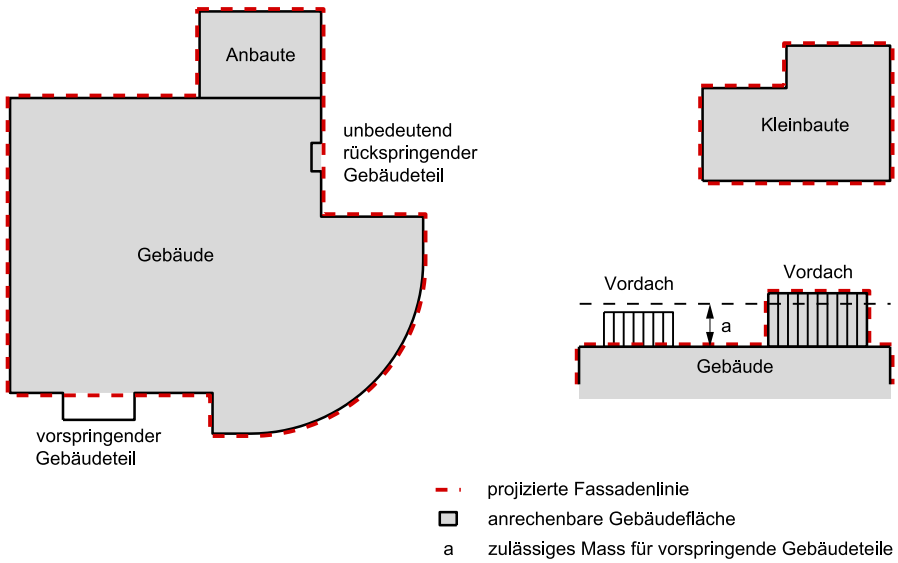 Anbaute
unbedeutend
rückspringender
Gebäudeteil
Kleinbaute
Gebäude
Vordach
Vordach
a
Gebäude
vorspringender
Gebäudeteil
projizierte Fassadenlinie
anrechenbare Gebäudefläche
a zulässiges Mass für vorspringende Gebäudeteile